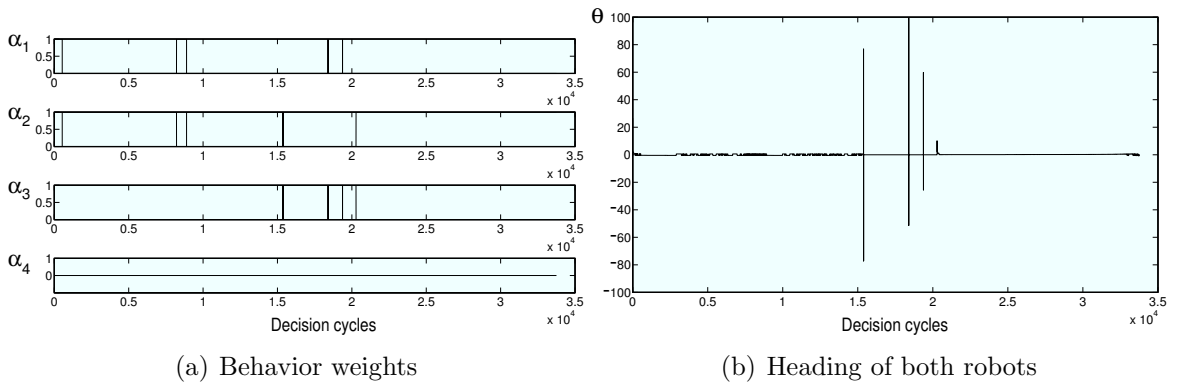 α1
1
0.5
0
0 0.5 1 1.5 2 2.5 3 3.5
x 10^4
α2
1
0.5
0
0 0.5 1 1.5 2 2.5 3 3.5
x 10^4
α3
1
0.5
0
0 0.5 1 1.5 2 2.5 3 3.5
x 10^4
α4
1
0
0 0.5 1 1.5 2 2.5 3 3.5
x 10^4
Decision cycles
(a) Behavior weights
θ
100
80
60
40
20
0
-20
-40
-60
-80
-100
0 0.5 1 1.5 2 2.5 3 3.5
x 10^4
Decision cycles
(b) Heading of both robots